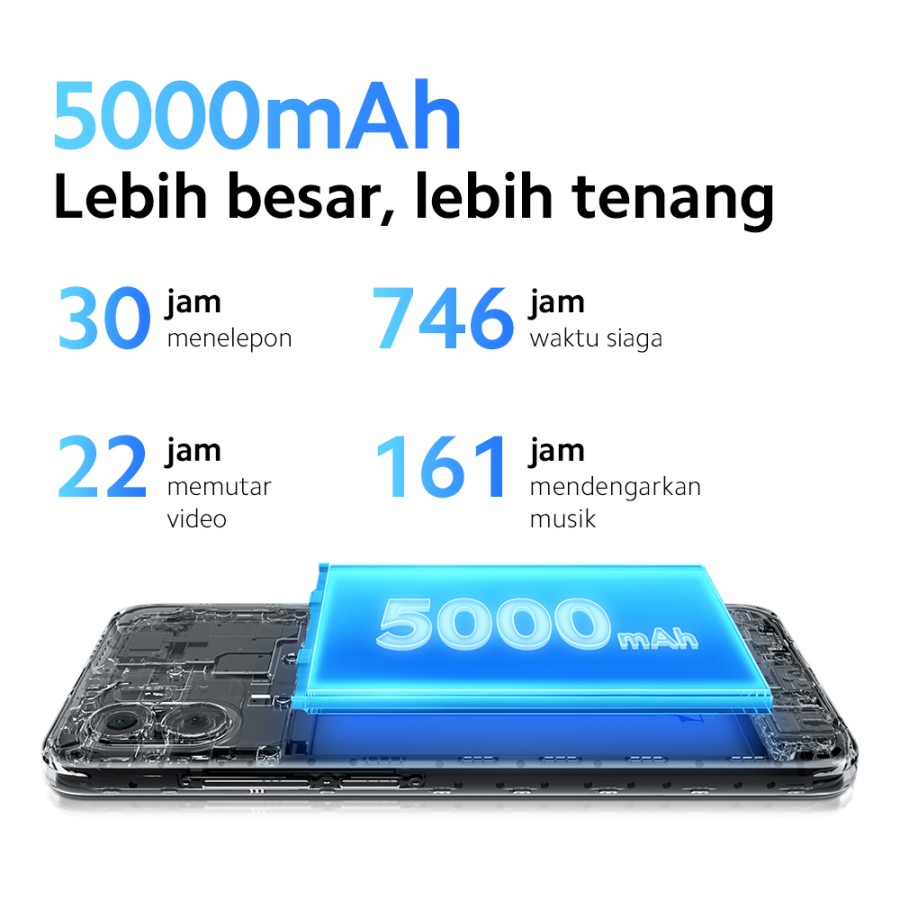 5000mAh
Lebih besar, lebih tenang
30 jam
menelepon
746 jam
waktu siaga
22 jam
memutar
video
161 jam
mendengarkan
musik
5000 mAh